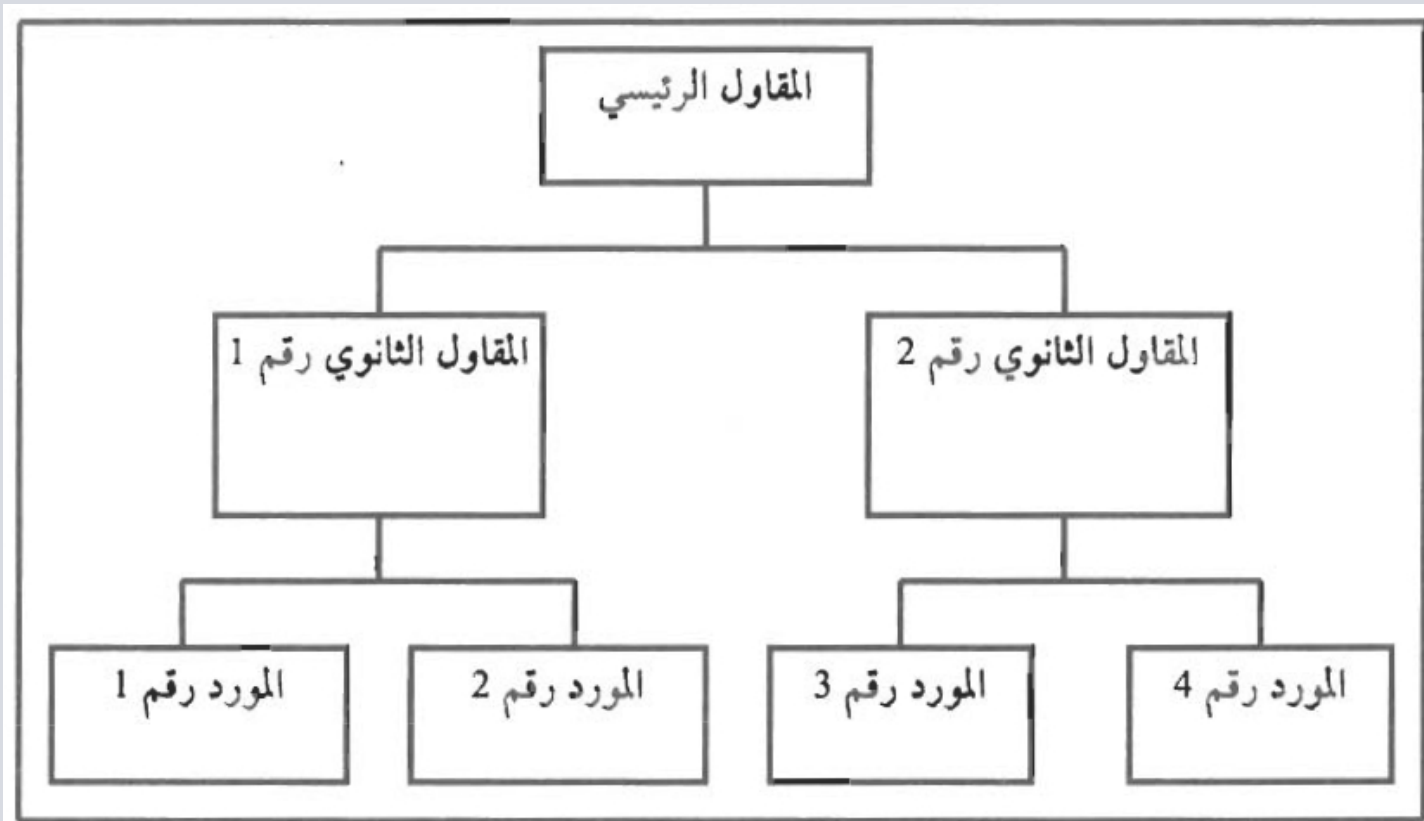 المقاول الرئيسي
المقاول الثانوي رقم 1
المقاول الثانوي رقم 2
المورد رقم 1
المورد رقم 2
المورد رقم 3
المورد رقم 4